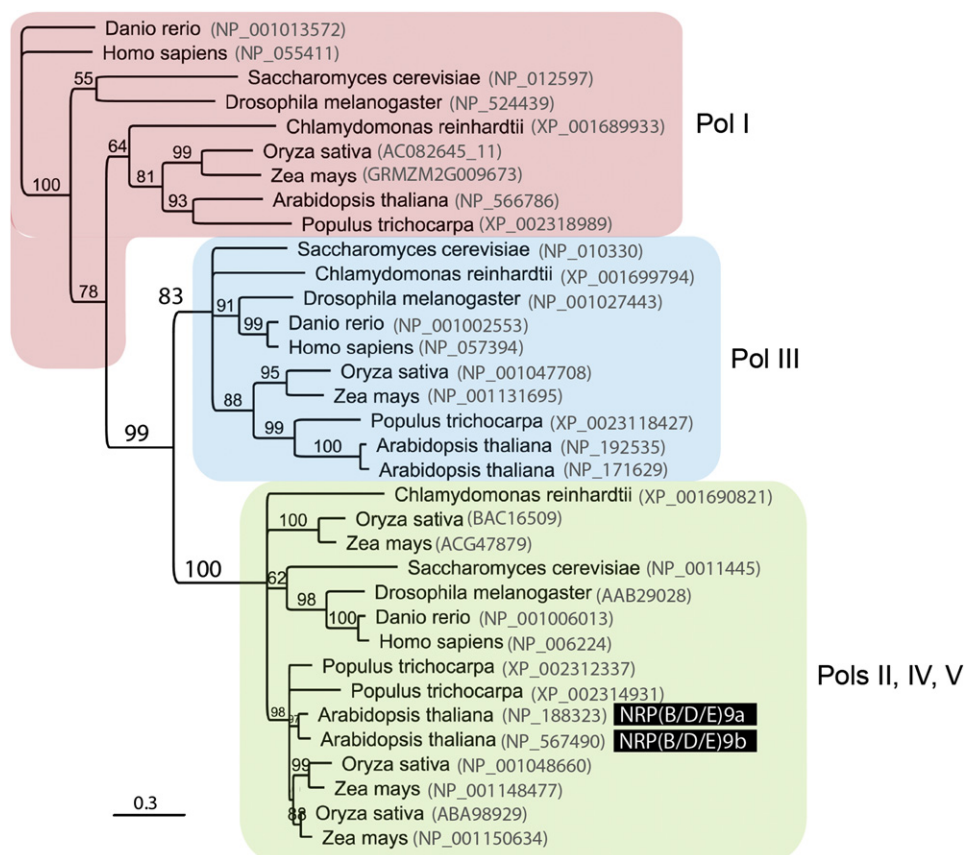 Danio rerio (NP_001013572)
Homo sapiens (NP_055411)
55 Saccharomyces cerevisiae (NP_012597)
Drosophila melanogaster (NP_524439)
Pol I
Chlamydomonas reinhardtii (XP_001689933)
64
99 Oryza sativa (AC082645_11)
Zea mays (GRMZM2G009673)
100
81
Arabidopsis thaliana (NP_566786)
93
Populus trichocarpa (XP_002318989)
Saccharomyces cerevisiae (NP_010330)
Chlamydomonas reinhardtii (XP_001699794)
78
83
91 Drosophila melanogaster (NP_001027443)
99 Danio rerio (NP_001002553)
Homo sapiens (NP_057394)
Pol III
95 Oryza sativa (NP_001047708)
Zea mays (NP_001131695)
88
Populus trichocarpa (XP_0023118427)
99
99
100 Arabidopsis thaliana (NP_192535)
Arabidopsis thaliana (NP_171629)
Chlamydomonas reinhardtii (XP_001690821)
100 Oryza sativa (BAC16509)
Zea mays (ACG47879)
100
62
Saccharomyces cerevisiae (NP_0011445)
Drosophila melanogaster (AAB29028)
98
100 Danio rerio (NP_001006013)
Homo sapiens (NP_006224)
Populus trichocarpa (XP_002312337)
Pols II, IV, V
Populus trichocarpa (XP_002314931)
98
97
Arabidopsis thaliana (NP_188323) NRP(B/D/E)9a
Arabidopsis thaliana (NP_567490) NRP(B/D/E)9b
99 Oryza sativa (NP_001048660)
Zea mays (NP_001148477)
0.3
Oryza sativa (ABA98929)
Zea mays (NP_001150634)